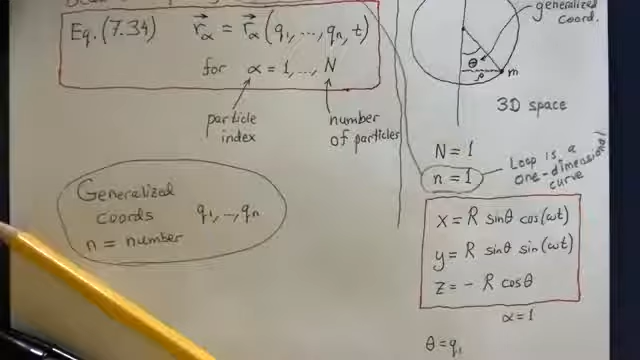 Eq. (7.34) r⃗α = r⃗α (q₁, ..., qn, t)
for α = 1, ..., N
particle index
number of particles
Generalized
coords q₁, ..., qn
n = number
generalized
coord.
θ
ρ
m
3D space
N = 1
n = 1
Loop is a
one-dimensional
curve
x = R sinθ cos(ωt)
y = R sinθ sin(ωt)
z = - R cosθ
α = 1
θ = q₁